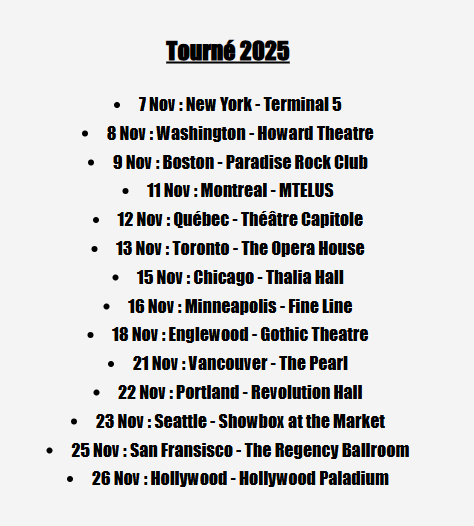 Tourné 2025
• 7 Nov : New York - Terminal 5
• 8 Nov : Washington - Howard Theatre
• 9 Nov : Boston - Paradise Rock Club
• 11 Nov : Montreal - MTELUS
• 12 Nov : Québec - Théâtre Capitole
• 13 Nov : Toronto - The Opera House
• 15 Nov : Chicago - Thalia Hall
• 16 Nov : Minneapolis - Fine Line
• 18 Nov : Englewood - Gothic Theatre
• 21 Nov : Vancouver - The Pearl
• 22 Nov : Portland - Revolution Hall
• 23 Nov : Seattle - Showbox at the Market
• 25 Nov : San Fransisco - The Regency Ballroom
• 26 Nov : Hollywood - Hollywood Paladium